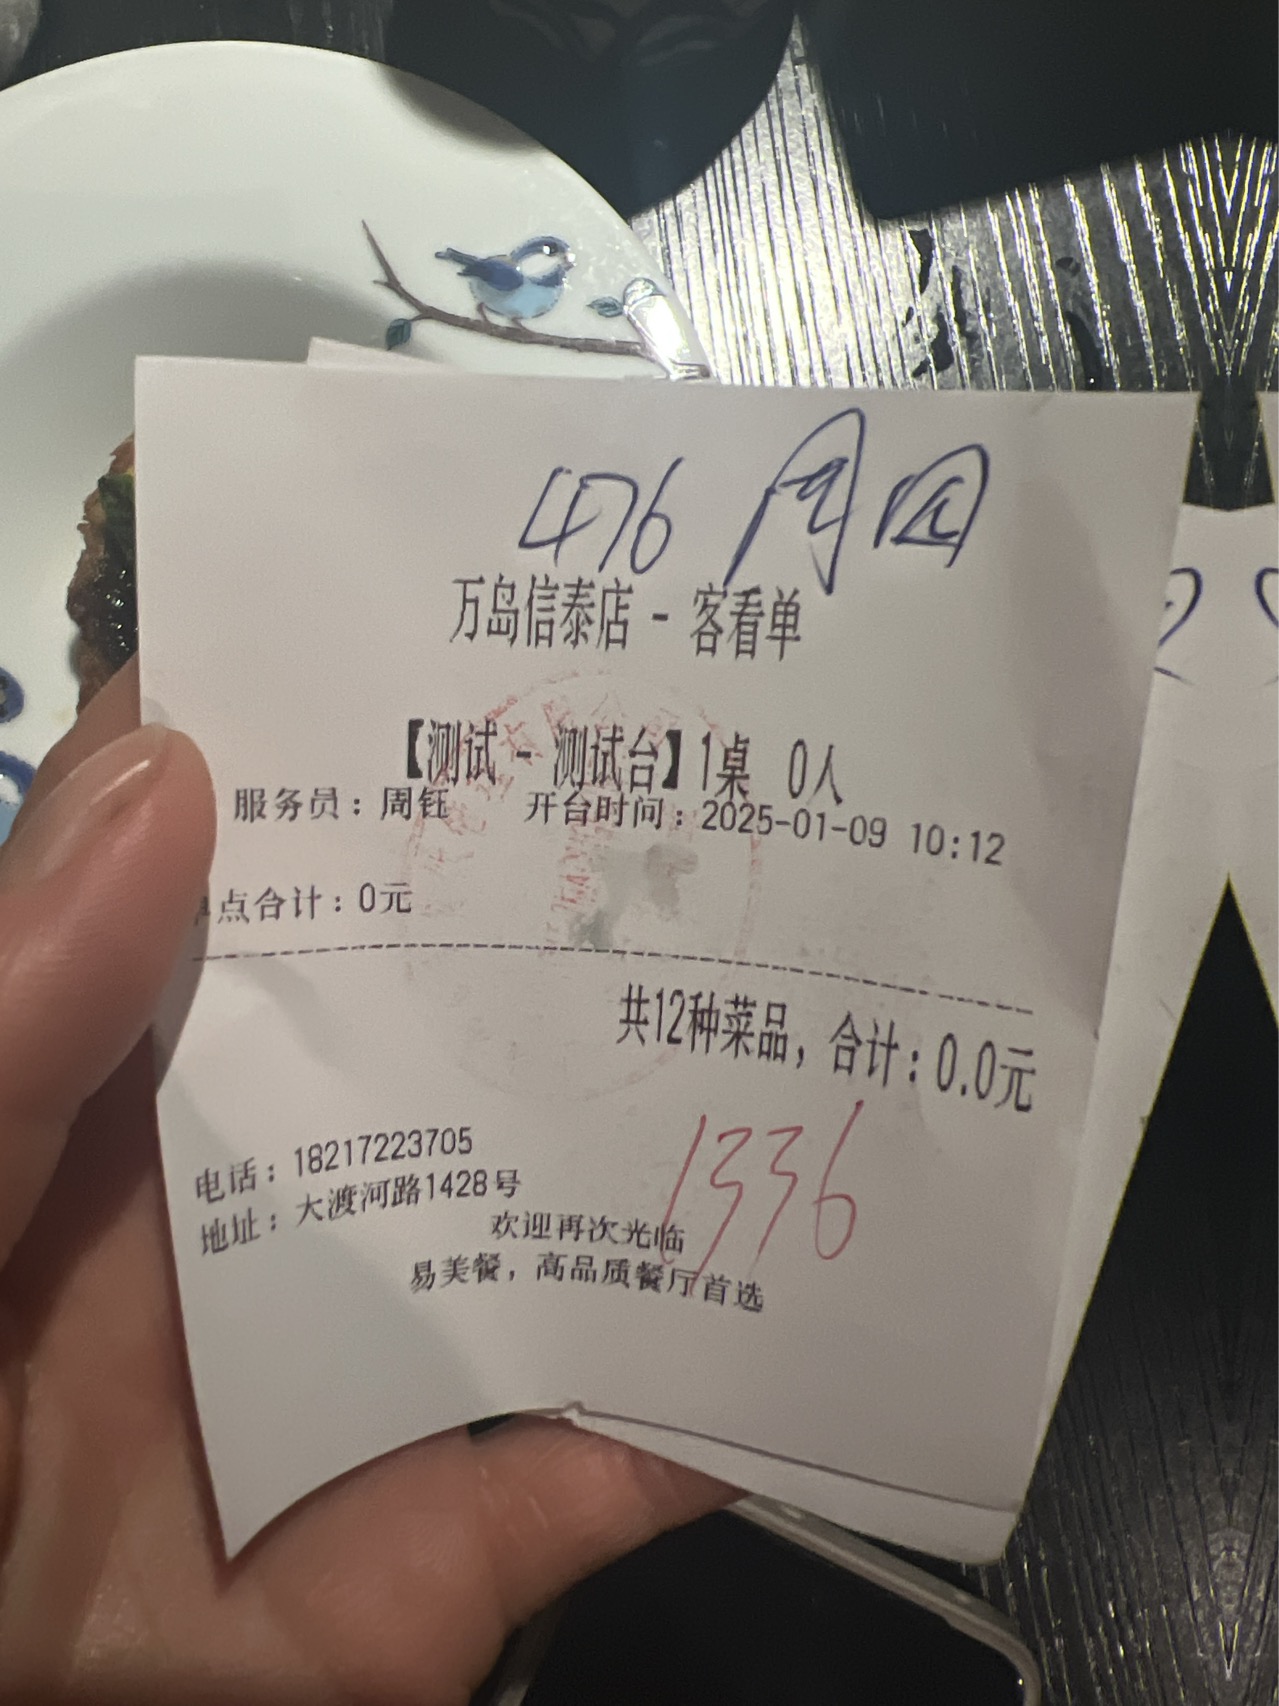 476
万岛信泰店 - 客看单
【测试 - 测试台】1桌 0人
服务员：周钰 开台时间：2025-01-09 10:12
单点合计：0元
共12种菜品，合计：0.0元
1336
电话：18217223705
地址：大渡河路1428号
欢迎再次光临
易美餐，高品质餐厅首选